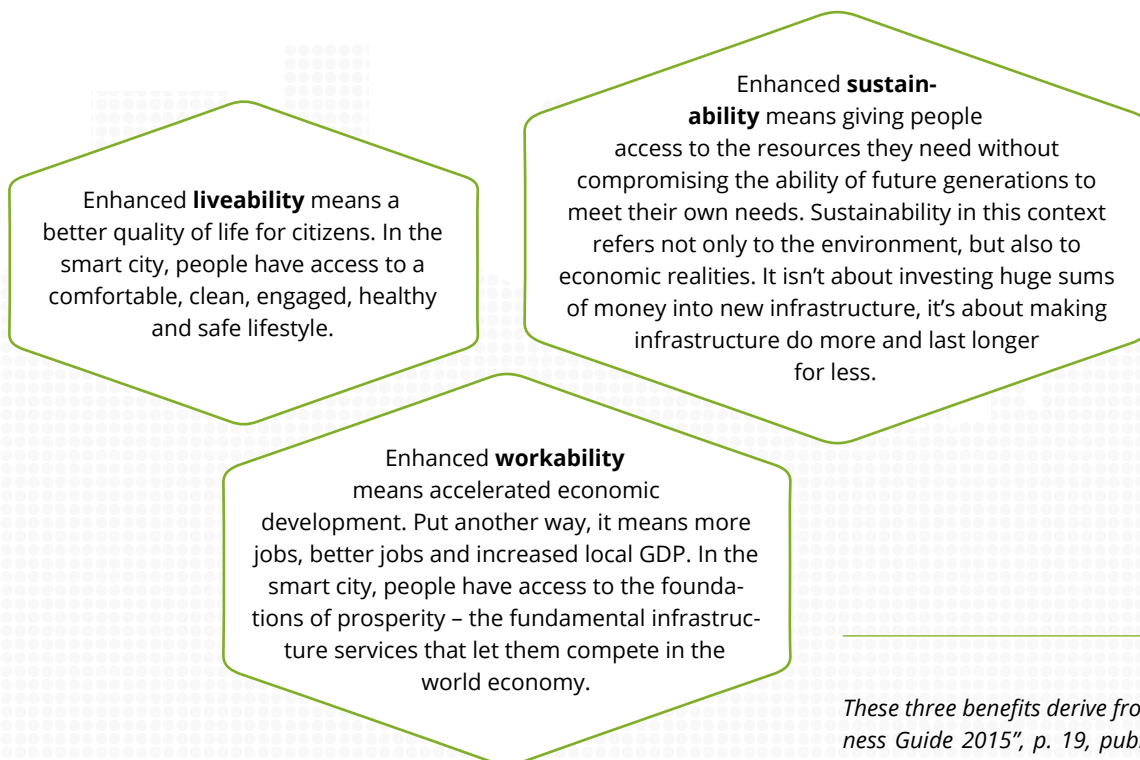 Enhanced liveability means a
better quality of life for citizens. In the
smart city, people have access to a
comfortable, clean, engaged, healthy
and safe lifestyle.
Enhanced sustain-
ability means giving people
access to the resources they need without
compromising the ability of future generations to
meet their own needs. Sustainability in this context
refers not only to the environment, but also to
economic realities. It isn’t about investing huge sums
of money into new infrastructure, it’s about making
infrastructure do more and last longer
for less.
Enhanced workability
means accelerated economic
development. Put another way, it means more
jobs, better jobs and increased local GDP. In the
smart city, people have access to the founda-
tions of prosperity – the fundamental infrastruc-
ture services that let them compete in the
world economy.
These three benefits derive
ness Guide 2015”, p. 19,